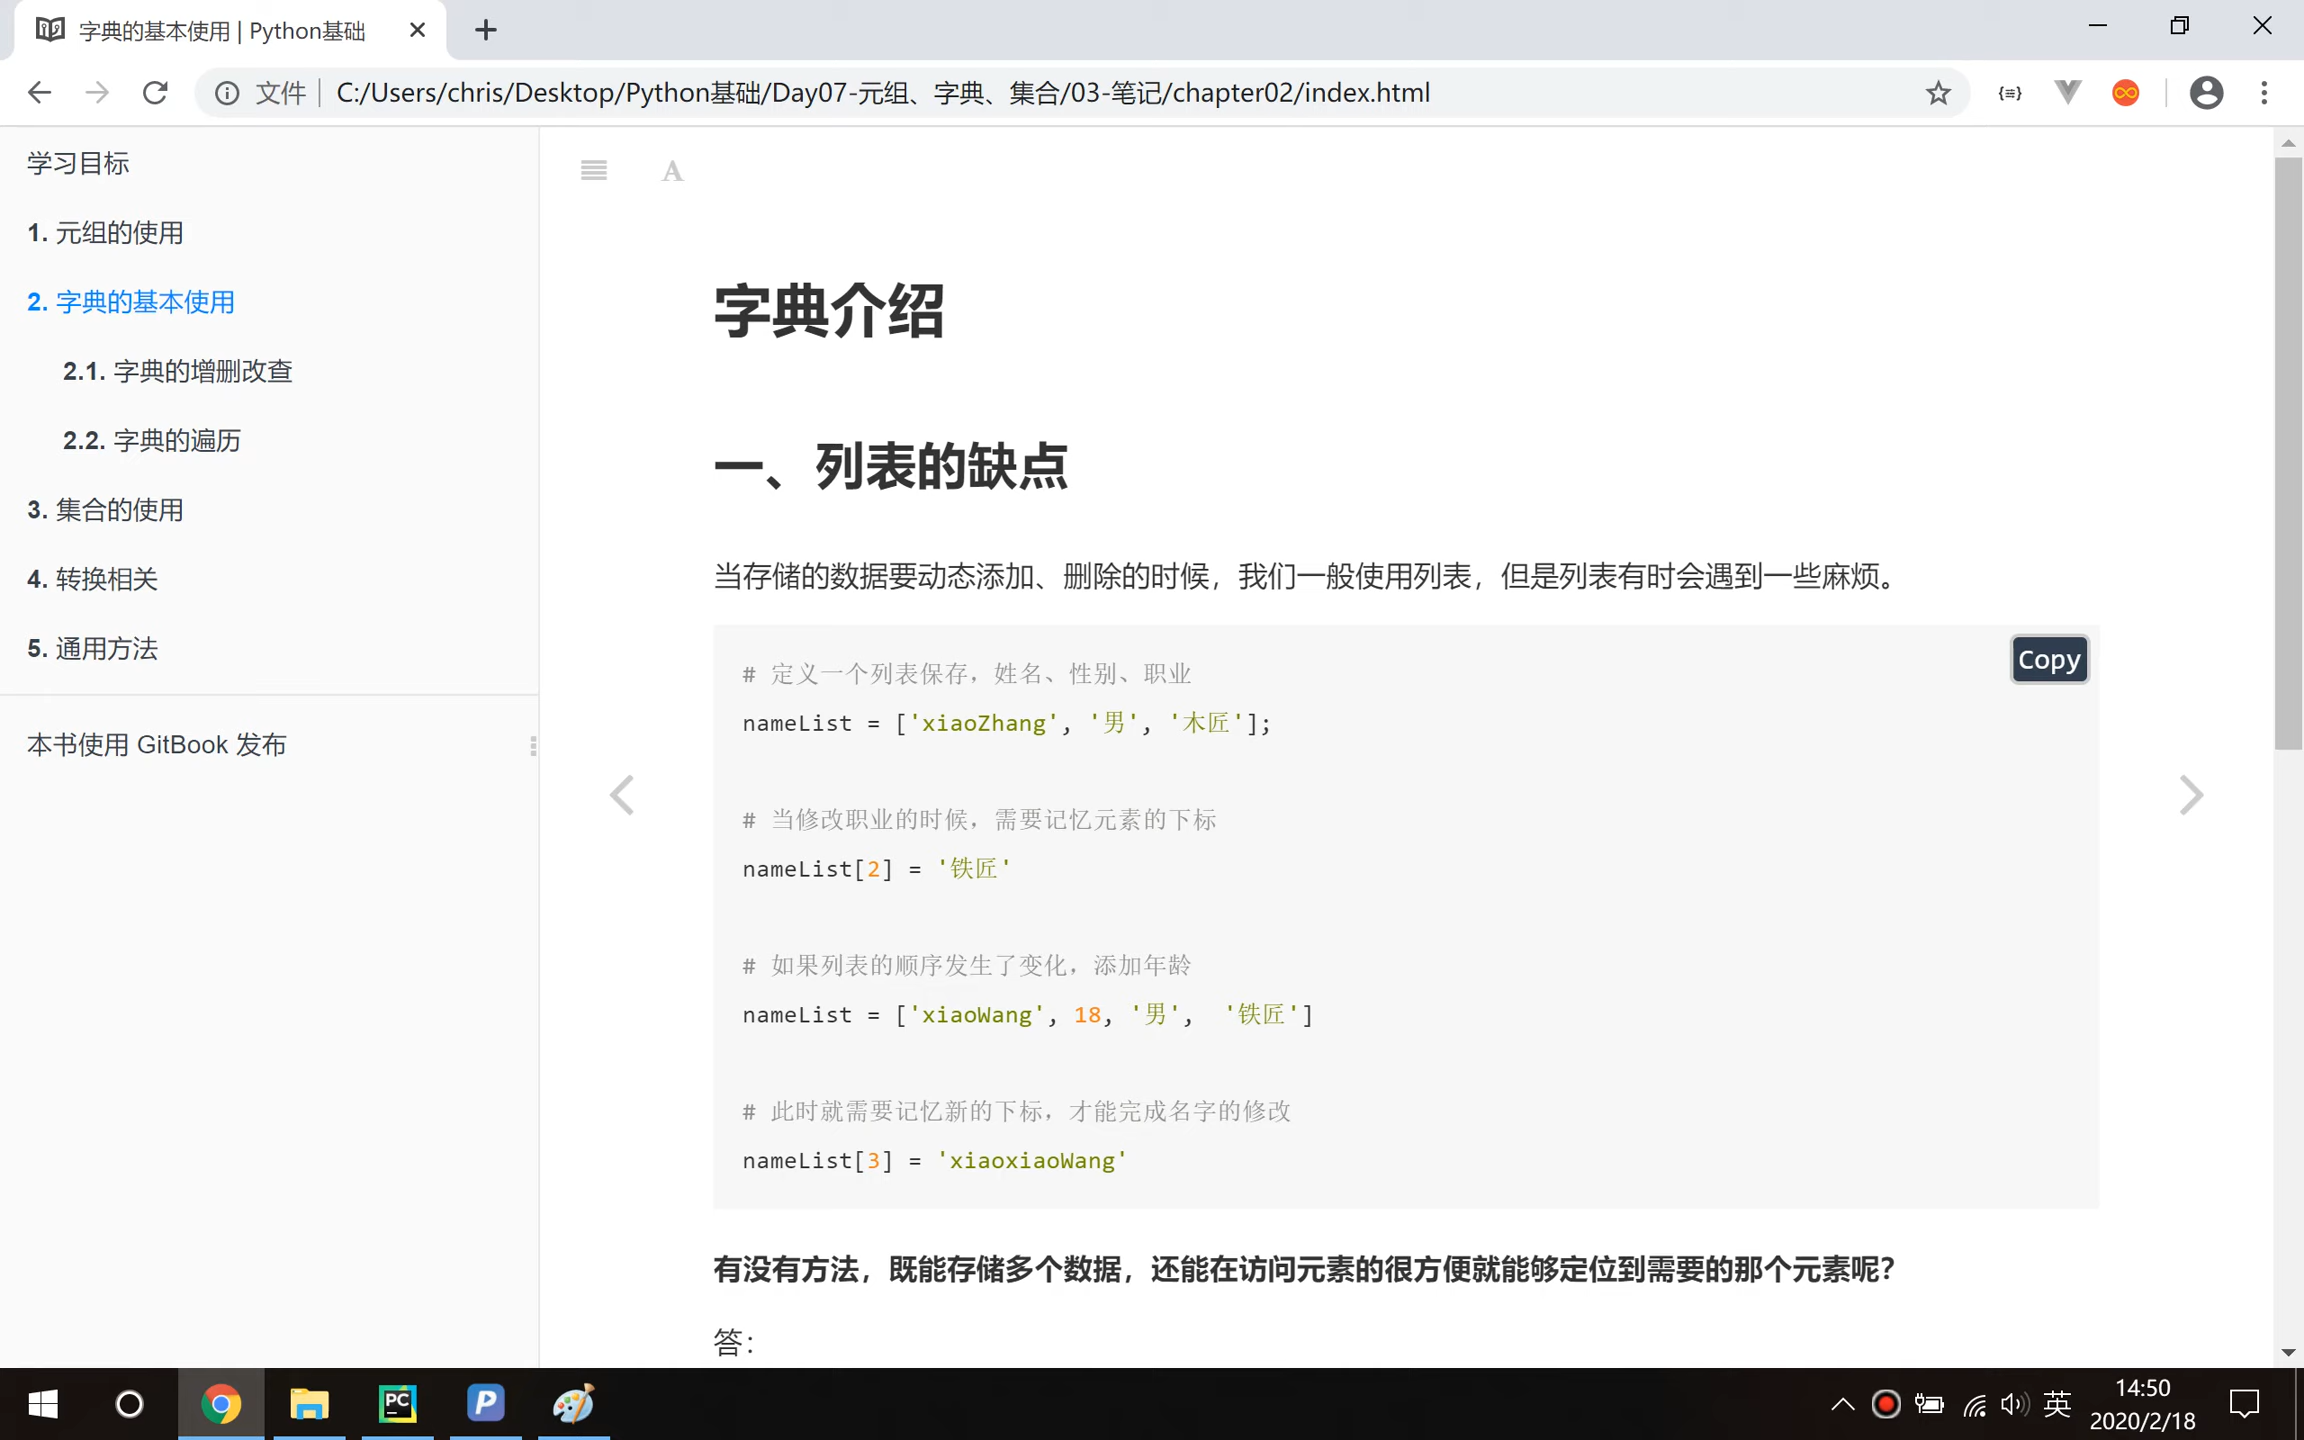 字典的基本使用 | Python基础
文件 C:/Users/chris/Desktop/Python基础/Day07-元组、字典、集合/03-笔记/chapter02/index.html
学习目标
1. 元组的使用
2. 字典的基本使用
2.1. 字典的增删改查
2.2. 字典的遍历
3. 集合的使用
4. 转换相关
5. 通用方法
本书使用 GitBook 发布
A
字典介绍
一、列表的缺点
当存储的数据要动态添加、删除的时候，我们一般使用列表，但是列表有时会遇到一些麻烦。
Copy
# 定义一个列表保存，姓名、性别、职业
nameList = ['xiaoZhang', '男', '木匠'];
# 当修改职业的时候，需要记忆元素的下标
nameList[2] = '铁匠'
# 如果列表的顺序发生了变化，添加年龄
nameList = ['xiaoWang', 18, '男',  '铁匠']
# 此时就需要记忆新的下标，才能完成名字的修改
nameList[3] = 'xiaoxiaoWang'
有没有方法，既能存储多个数据，还能在访问元素的很方便就能够定位到需要的那个元素呢？
答：
PC
P
英
14:50
2020/2/18